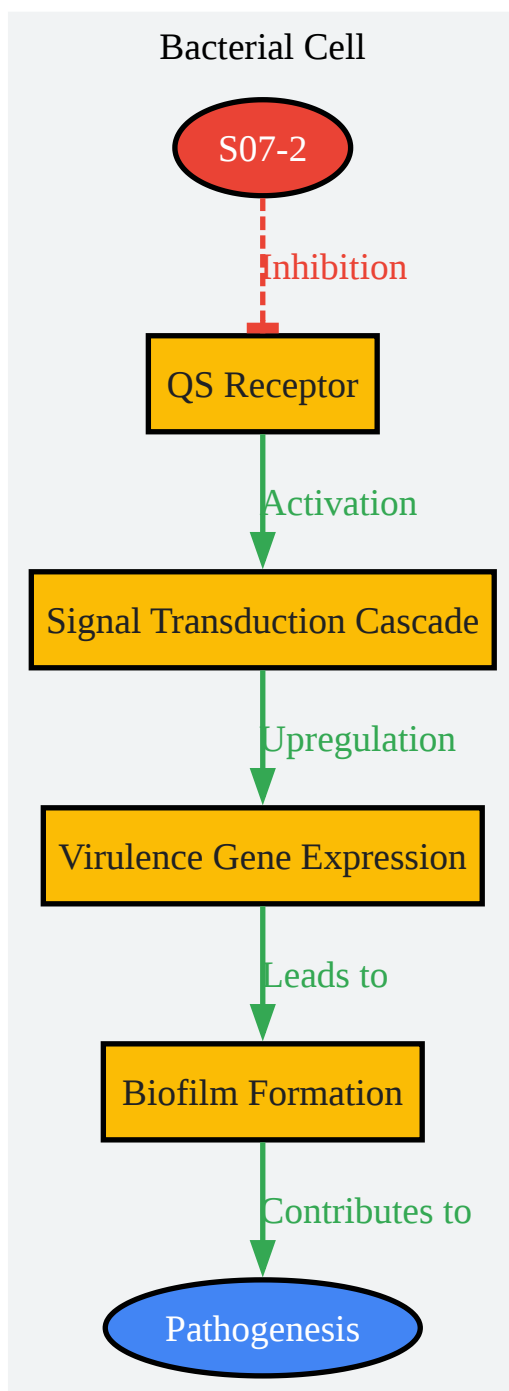 Bacterial Cell
S07-2
Inhibition
QS Receptor
Activation
Signal Transduction Cascade
Upregulation
Virulence Gene Expression
Leads to
Biofilm Formation
Contributes to
Pathogenesis